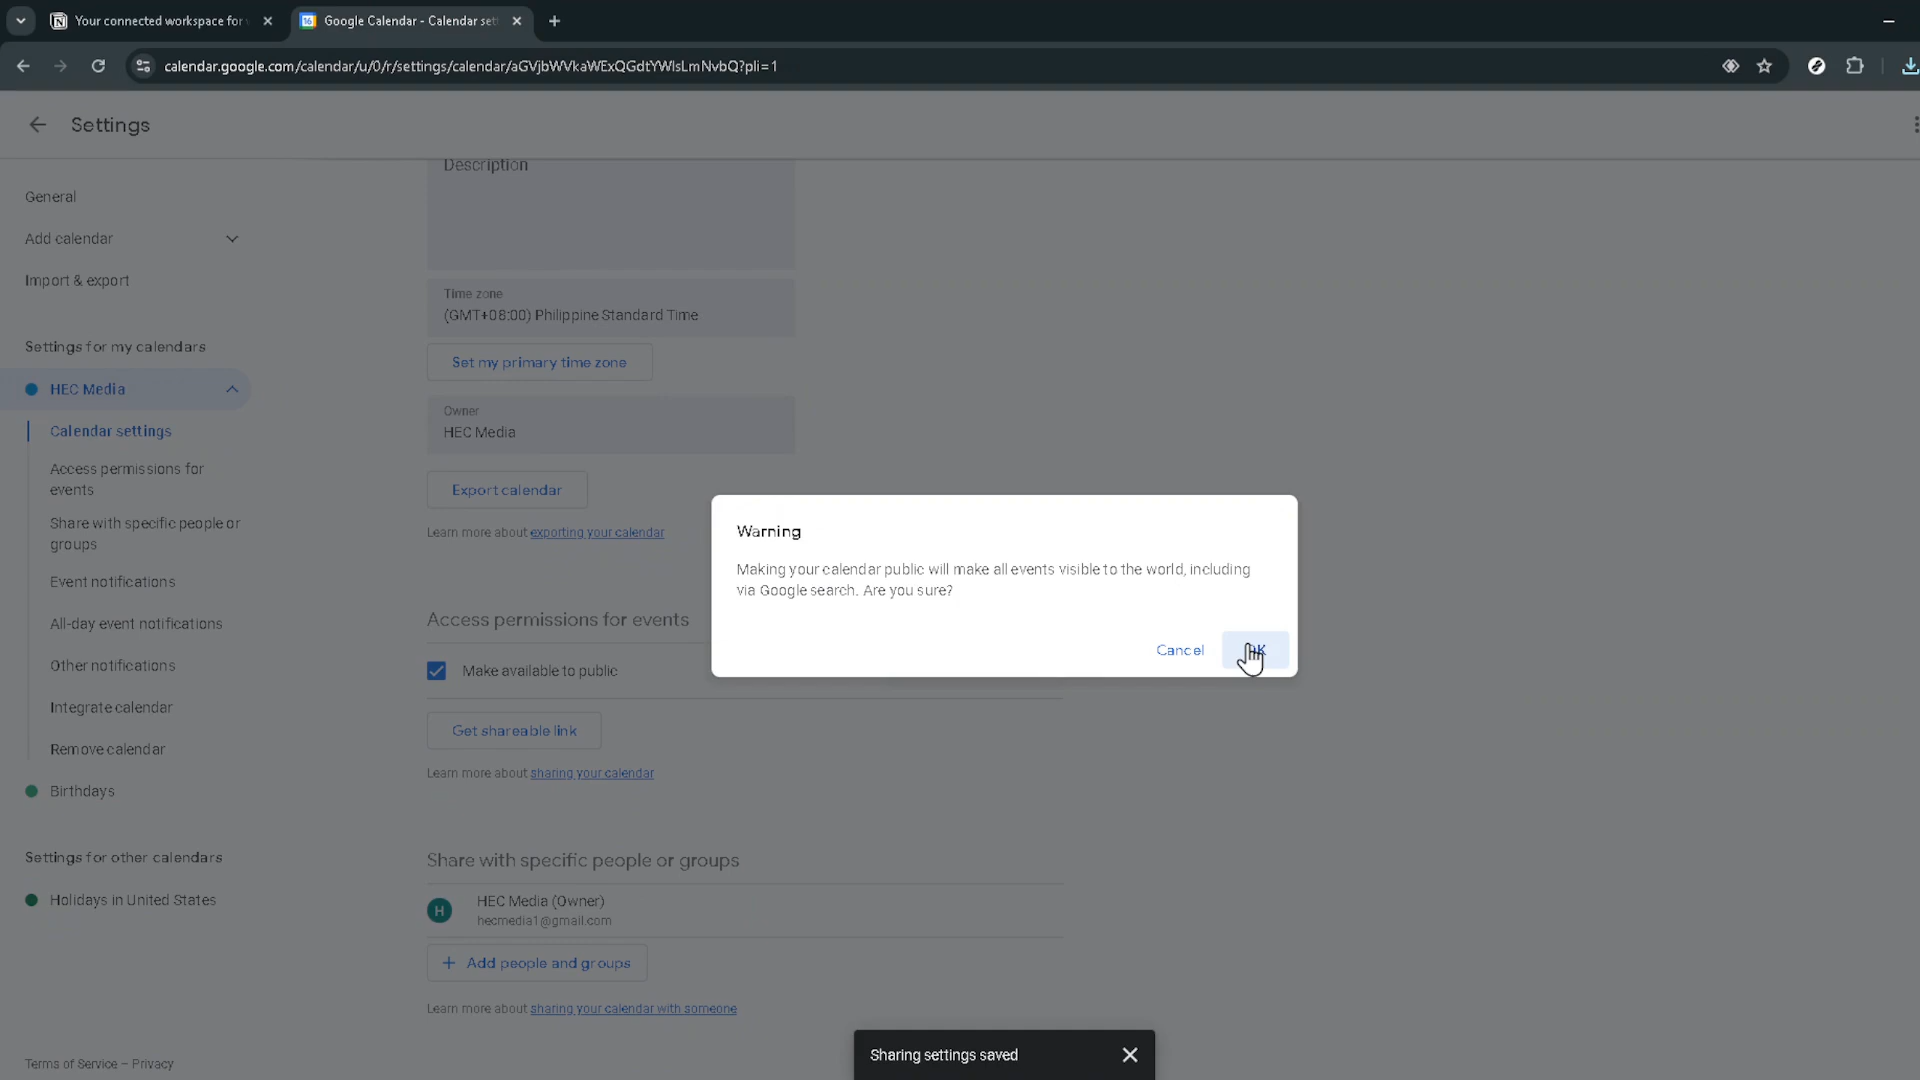 Your connected workspace for
Google Calendar - Calendar set
calendar.google.com/calendar/u/0/r/settings/calendar/aGVjbWVkaWExQGdtYWlsLmNvbQ?pli=1
Settings
General
Add calendar
Import & export
Settings for my calendars
HEC Media
Calendar settings
Access permissions for
events
Share with specific people or
groups
Event notifications
All-day event notifications
Other notifications
Integrate calendar
Remove calendar
Birthdays
Settings for other calendars
Holidays in United States
Terms of Service – Privacy
Description
Time zone
(GMT+08:00) Philippine Standard Time
Set my primary time zone
Owner
HEC Media
Export calendar
Learn more about exporting your calendar
Access permissions for events
Make available to public
Get shareable link
Learn more about sharing your calendar
Share with specific people or groups
H
HEC Media (Owner)
hecmedia1@gmail.com
+ Add people and groups
Learn more about sharing your calendar with someone
Warning
Making your calendar public will make all events visible to the world, including
via Google search. Are you sure?
Cancel
Sharing settings saved